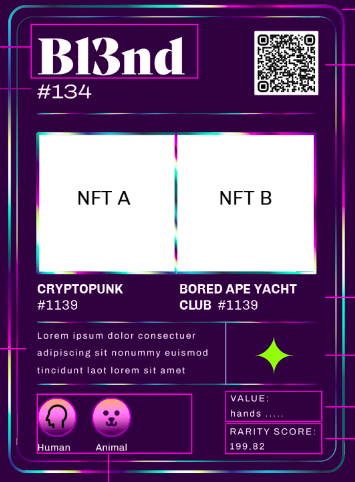 Bl3nd
#134
NFT A
NFT B
CRYPTOPUNK
#1139
BORED APE YACHT
CLUB #1139
Lorem ipsum dolor consectuer
adipiscing sit nonummy euismod
tincidunt laot lorem sit amet
Human
Animal
VALUE:
hands .....
RARITY SCORE:
199.82